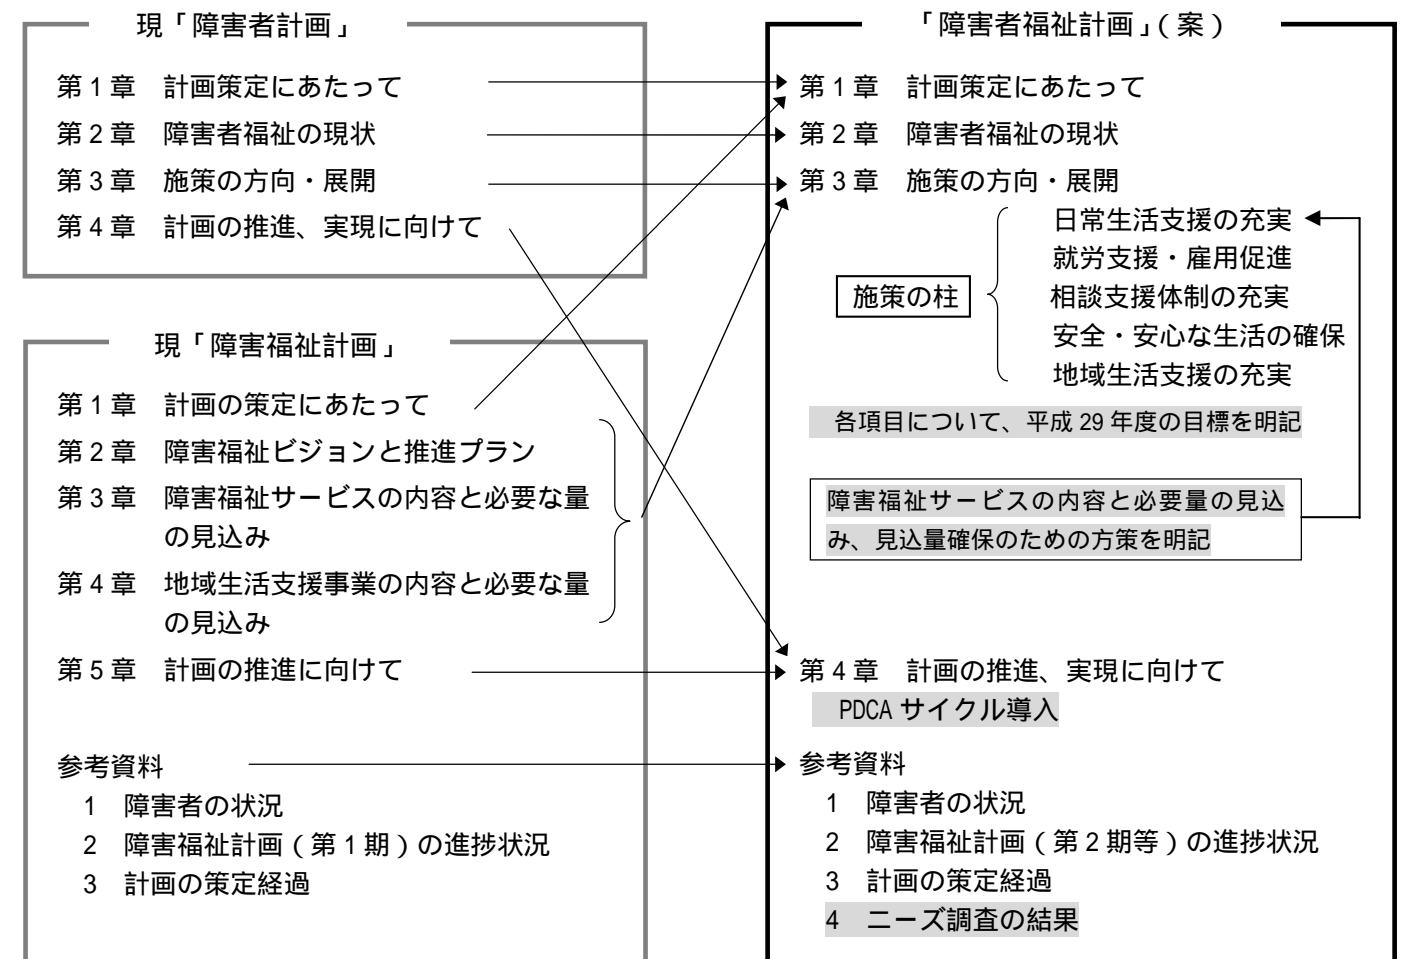 現「障害者計画」
第1章 計画策定にあたって
第2章 障害者福祉の現状
第3章 施策の方向・展開
第4章 計画の推進、実現に向けて
現「障害福祉計画」
第1章 計画の策定にあたって
第2章 障害福祉ビジョンと推進プラン
第3章 障害福祉サービスの内容と必要な量
の見込み
第4章 地域生活支援事業の内容と必要な量
の見込み
第5章 計画の推進に向けて
参考資料
1 障害者の状況
2 障害福祉計画(第1期)の進捗状況
3 計画の策定経過
「障害者福祉計画」(案)
第1章 計画策定にあたって
第2章 障害者福祉の現状
第3章 施策の方向・展開
施策の柱
日常生活支援の充実
就労支援・雇用促進
相談支援体制の充実
安全・安心な生活の確保
地域生活支援の充実
各項目について、平成29年度の目標を明記
障害福祉サービスの内容と必要量の見込
み、見込量確保のための方策を明記
第4章 計画の推進、実現に向けて
PDCAサイクル導入
参考資料
1 障害者の状況
2 障害福祉計画(第2期等)の進捗状況
3 計画の策定経過
4 ニーズ調査の結果